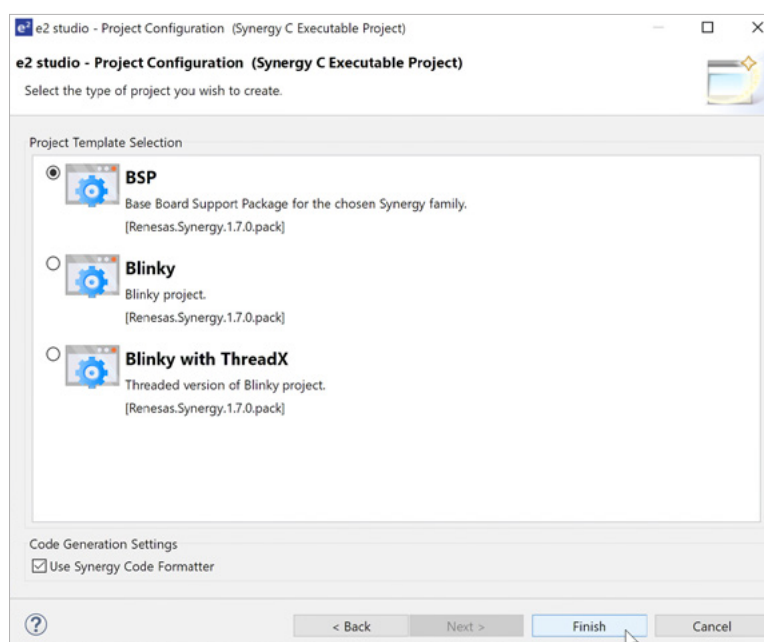 e² e2 studio - Project Configuration (Synergy C Executable Project)
e2 studio - Project Configuration (Synergy C Executable Project)
Select the type of project you wish to create.
Project Template Selection
BSP
Base Board Support Package for the chosen Synergy family.
[Renesas.Synergy.1.7.0.pack]
Blinky
Blinky project.
[Renesas.Synergy.1.7.0.pack]
Blinky with ThreadX
Threaded version of Blinky project.
[Renesas.Synergy.1.7.0.pack]
Code Generation Settings
Use Synergy Code Formatter
? < Back Next > Finish Cancel